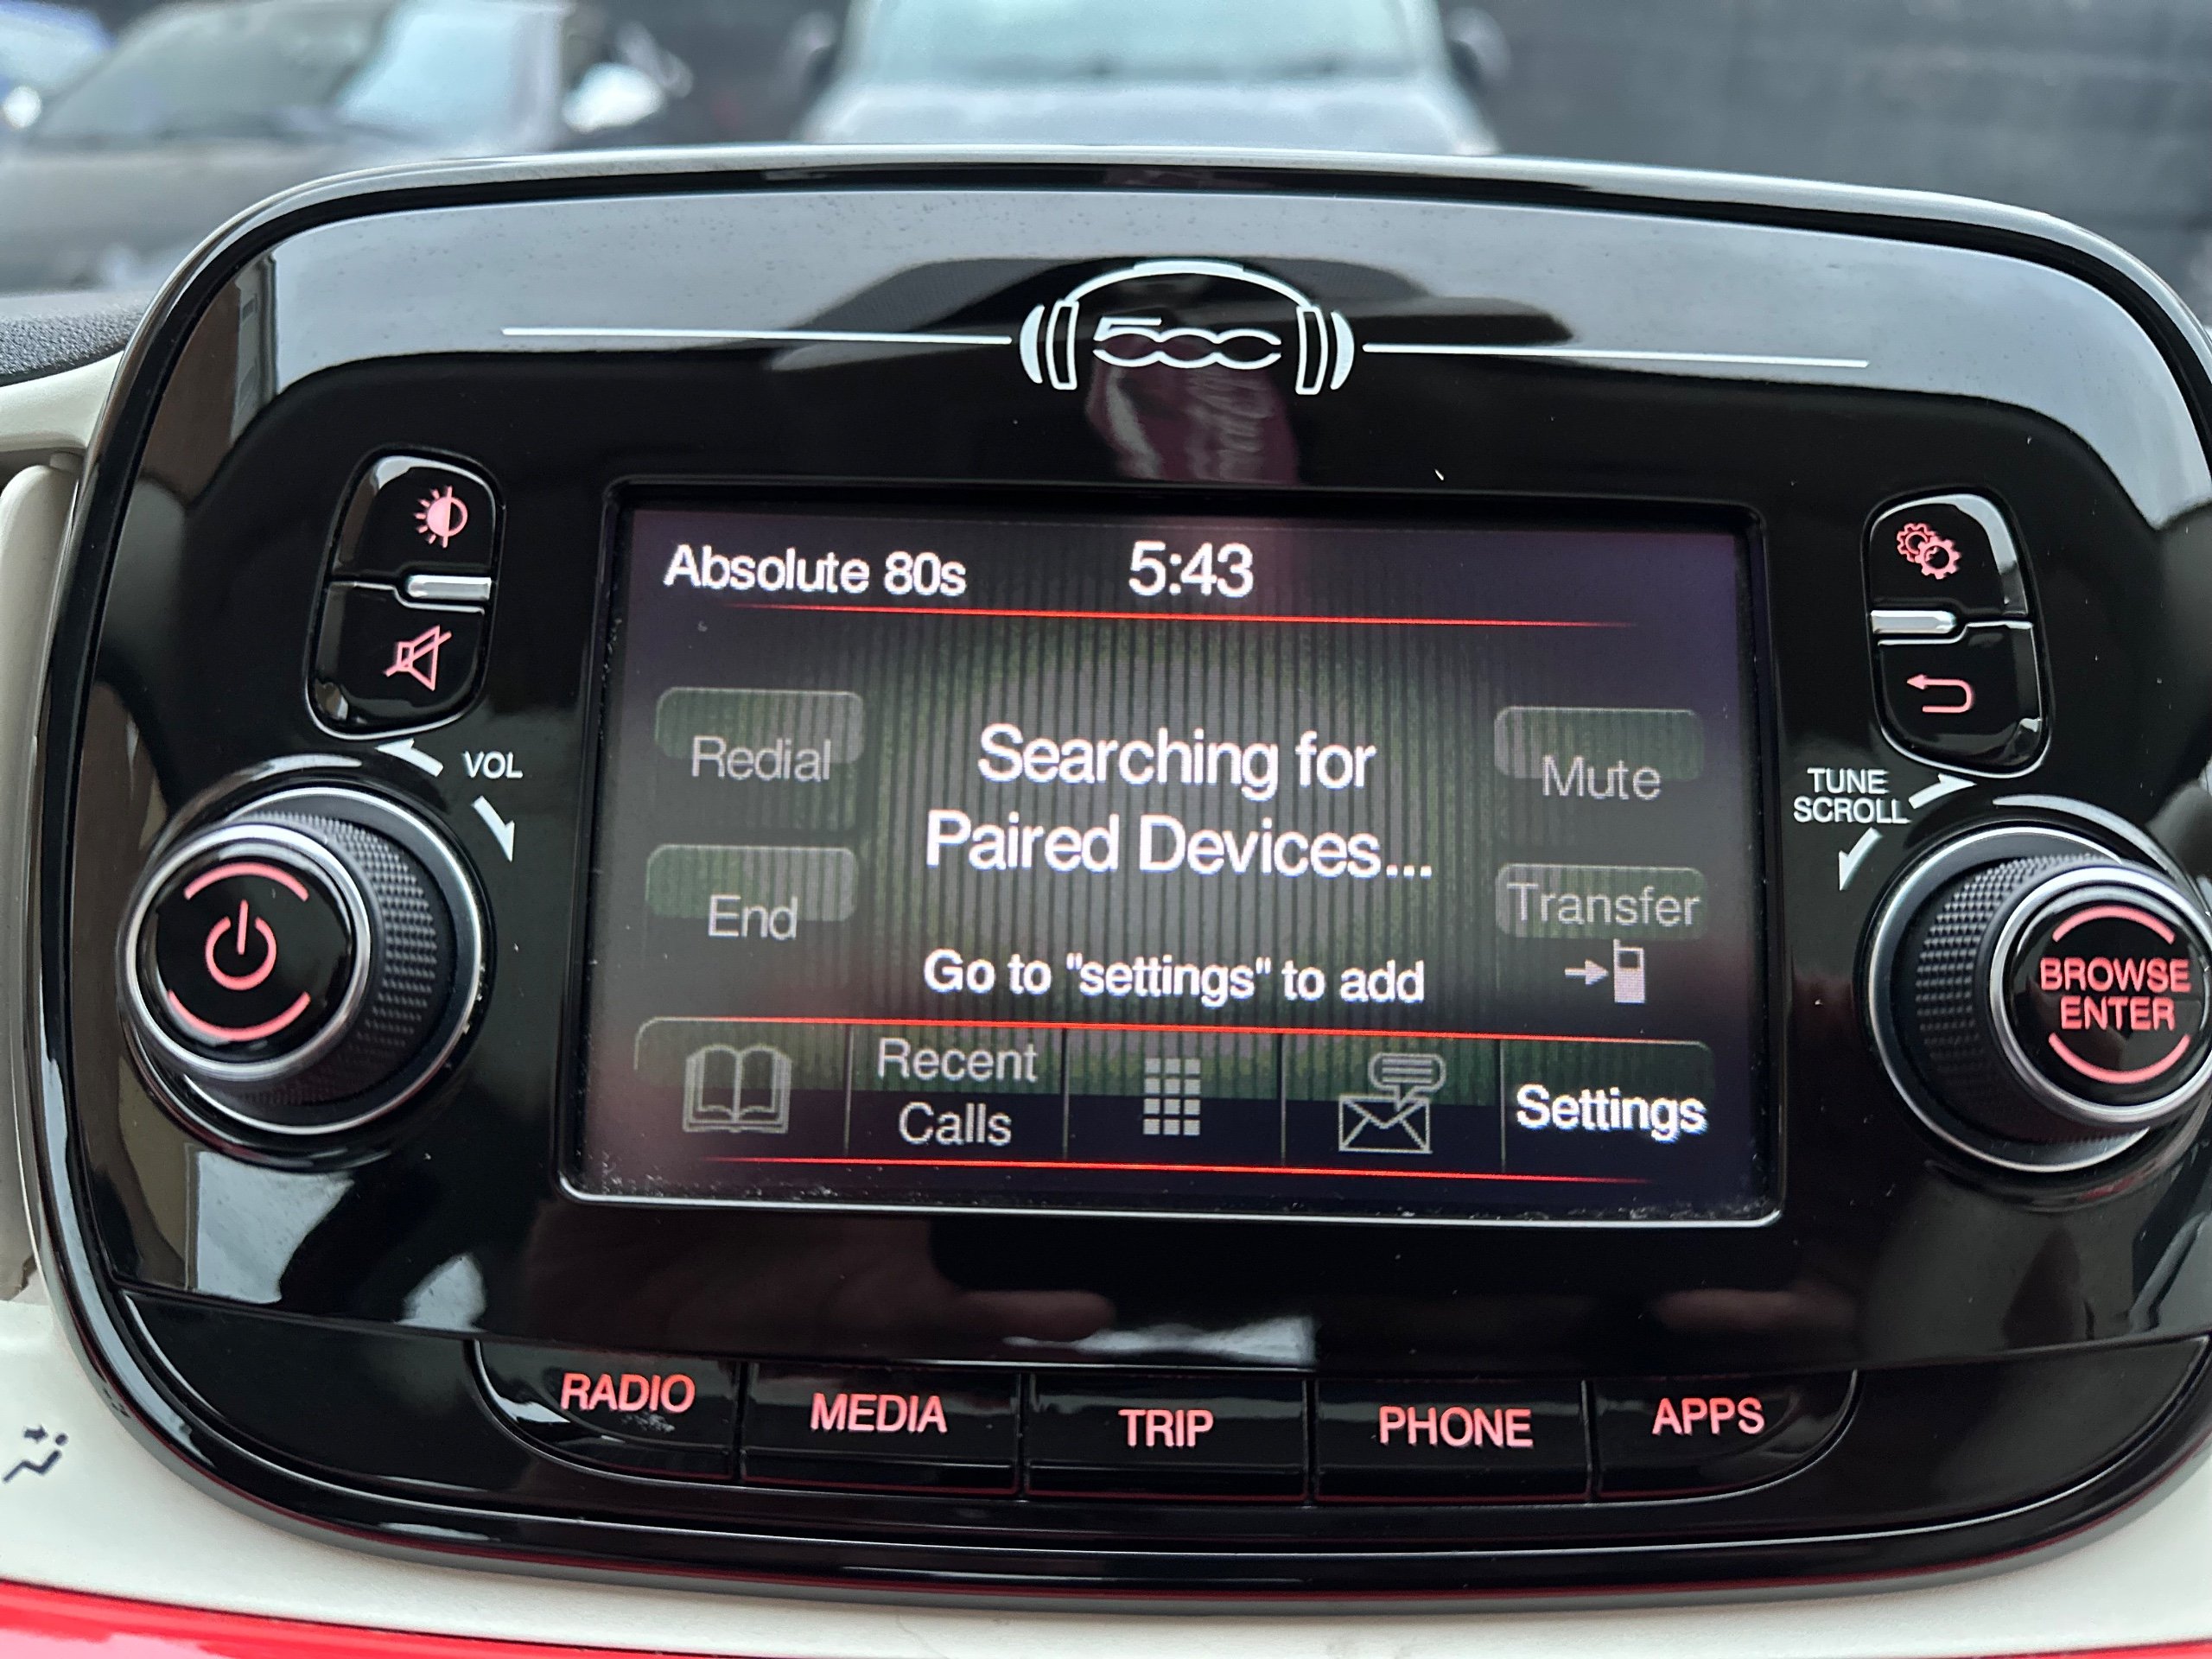 500
Absolute 80s 5:43
VOL
TUNE
SCROLL
Redial
Searching for
Paired Devices...
Mute
End
Transfer
Go to "settings" to add
BROWSE
ENTER
Recent
Calls
Settings
RADIO MEDIA TRIP PHONE APPS